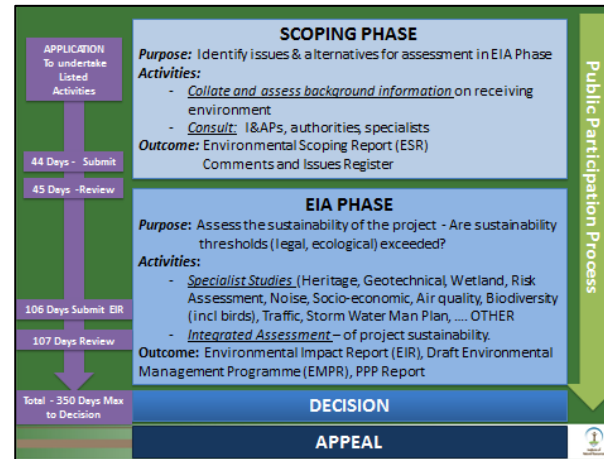 APPLICATION
To undertake
Listed
Activities
44 Days - Submit
45 Days -Review
106 Days Submit EIR
107 Days Review
Total - 350 Days Max
to Decision
SCOPING PHASE
Purpose: Identify issues & alternatives for assessment in EIA Phase
Activities:
- Collate and assess background information on receiving
environment
- Consult: I&APs, authorities, specialists
Outcome: Environmental Scoping Report (ESR)
Comments and Issues Register
EIA PHASE
Purpose: Assess the sustainability of the project - Are sustainability
thresholds (legal, ecological) exceeded?
Activities:
- Specialist Studies (Heritage, Geotechnical, Wetland, Risk
Assessment, Noise, Socio-economic, Air quality, Biodiversity
(incl birds), Traffic, Storm Water Man Plan, .... OTHER
- Integrated Assessment – of project sustainability.
Outcome: Environmental Impact Report (EIR), Draft Environmental
Management Programme (EMPR), PPP Report
DECISION
APPEAL
Public Participation Process